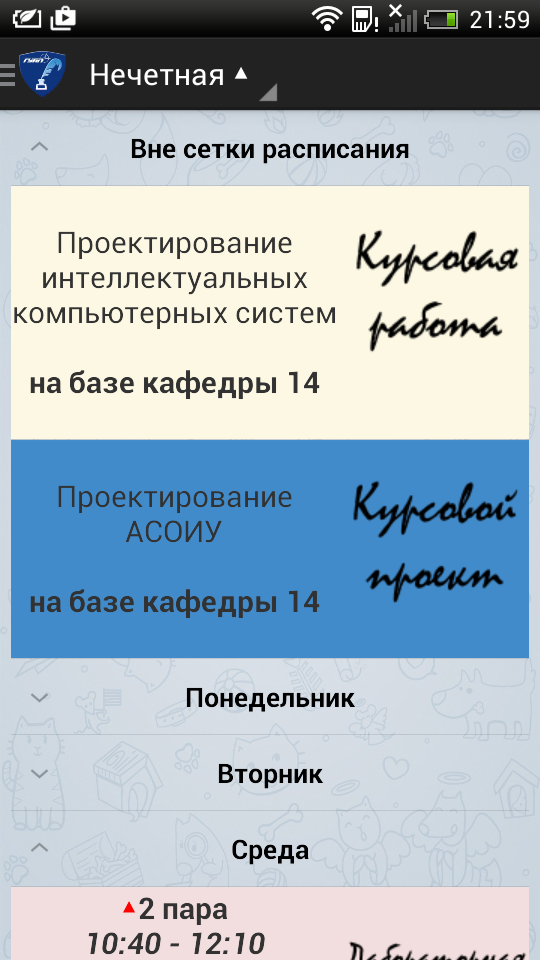 21:59
ГУАП
Нечетная ▲
Вне сетки расписания
Проектирование
интеллектуальных
компьютерных систем
на базе кафедры 14
Курсовая
работа
Проектирование
АСОИУ
на базе кафедры 14
Курсовой
проект
Понедельник
Вторник
Среда
▲2 пара
10:40 - 12:10
Лабораторная